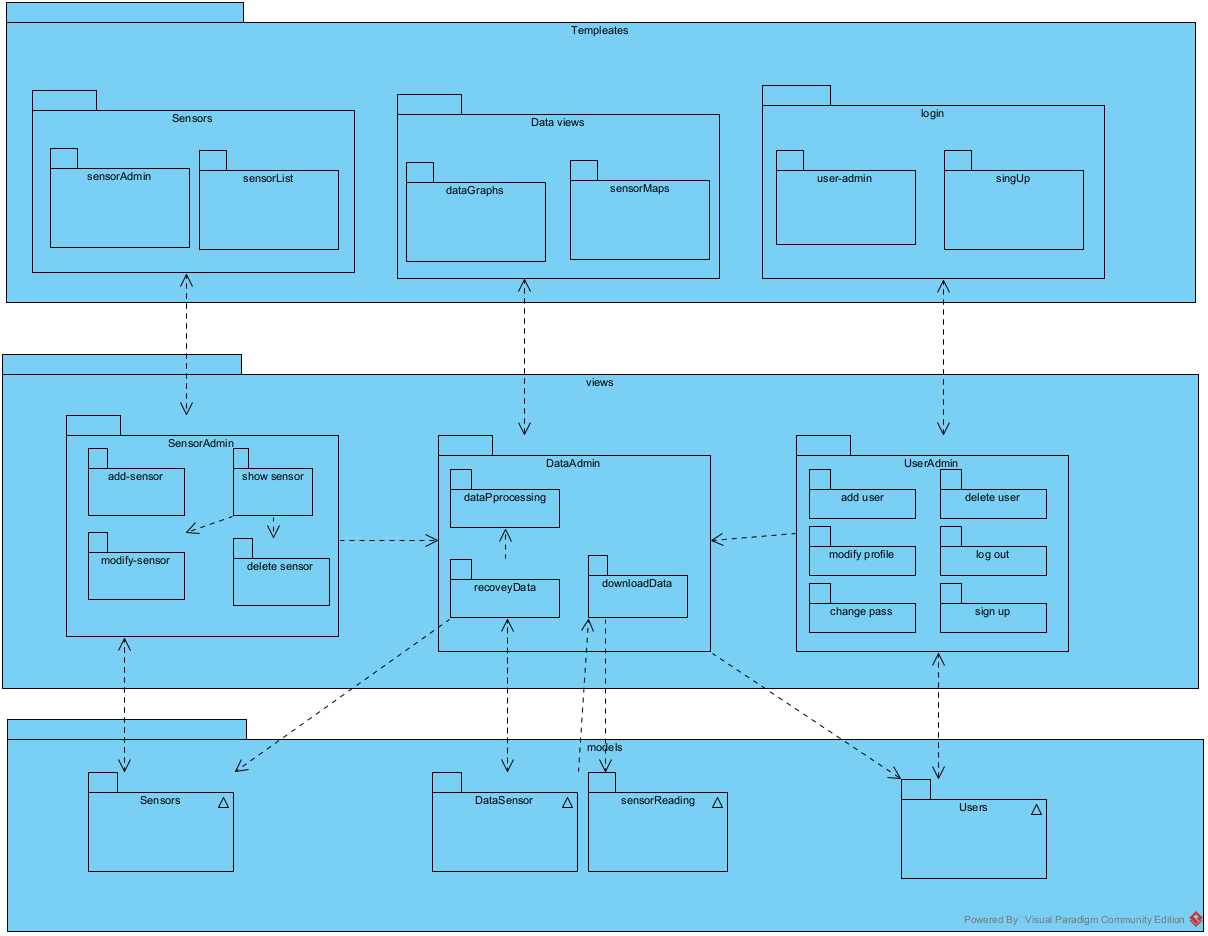 Templeates
Sensors
sensorAdmin
sensorList
Data views
dataGraphs
sensorMaps
login
user-admin
singUp
views
SensorAdmin
add-sensor
show sensor
modify-sensor
delete sensor
DataAdmin
dataPprocessing
recoveyData
downloadData
UserAdmin
add user
delete user
modify profile
log out
change pass
sign up
models
Sensors
DataSensor
sensorReading
Users
Powered By Visual Paradigm Community Edition